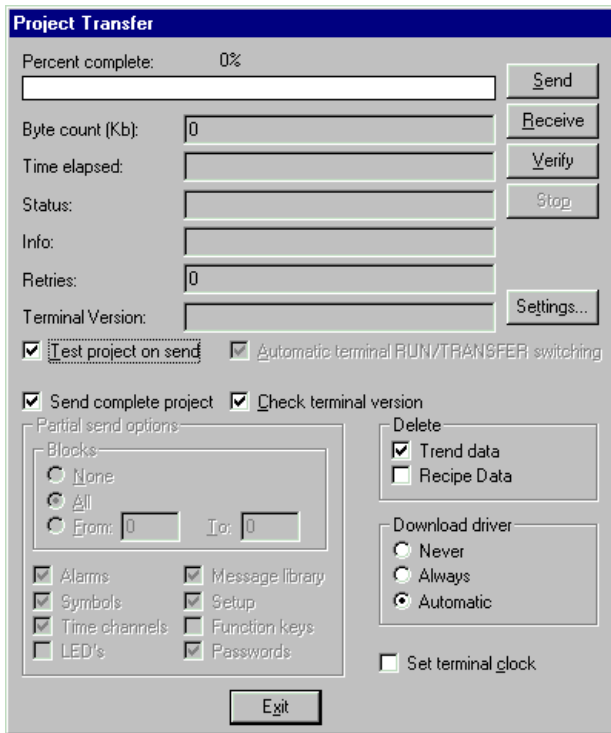 Project Transfer
Percent complete: 0%
Send
Byte count (Kb): 0
Receive
Time elapsed:
Verify
Status:
Stop
Info:
Retries: 0
Terminal Version:
Settings...
Test project on send Automatic terminal RUN/TRANSFER switching
Send complete project Check terminal version
Partial send options
Blocks
None
All
From: 0 To: 0
Alarms Message library
Symbols Setup
Time channels Function keys
LED's Passwords
Delete
Trend data
Recipe Data
Download driver
Never
Always
Automatic
Set terminal clock
Exit